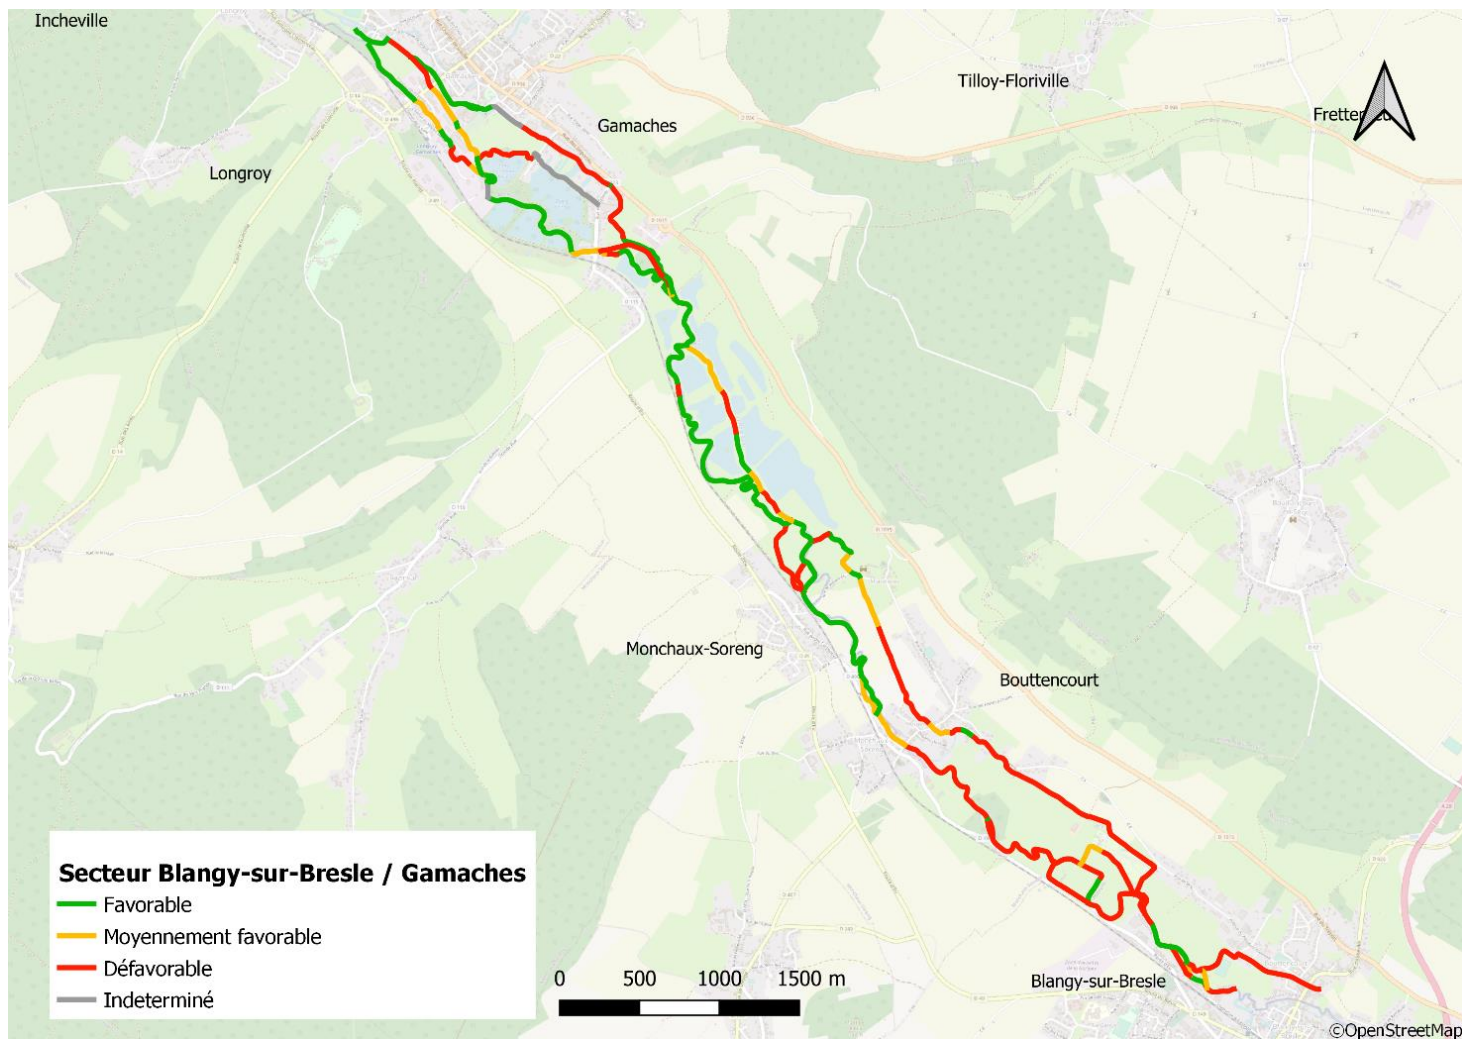 Incheville
Tilloy-Floriville
Gamaches
Longroy
Monchaux-Soreng
Bouttencourt
Blangy-sur-Bresle
Secteur Blangy-sur-Bresle / Gamaches
Favorable
Moyennement favorable
Défavorable
Indeterminé
0 500 1000 1500 m
©OpenStreetMap